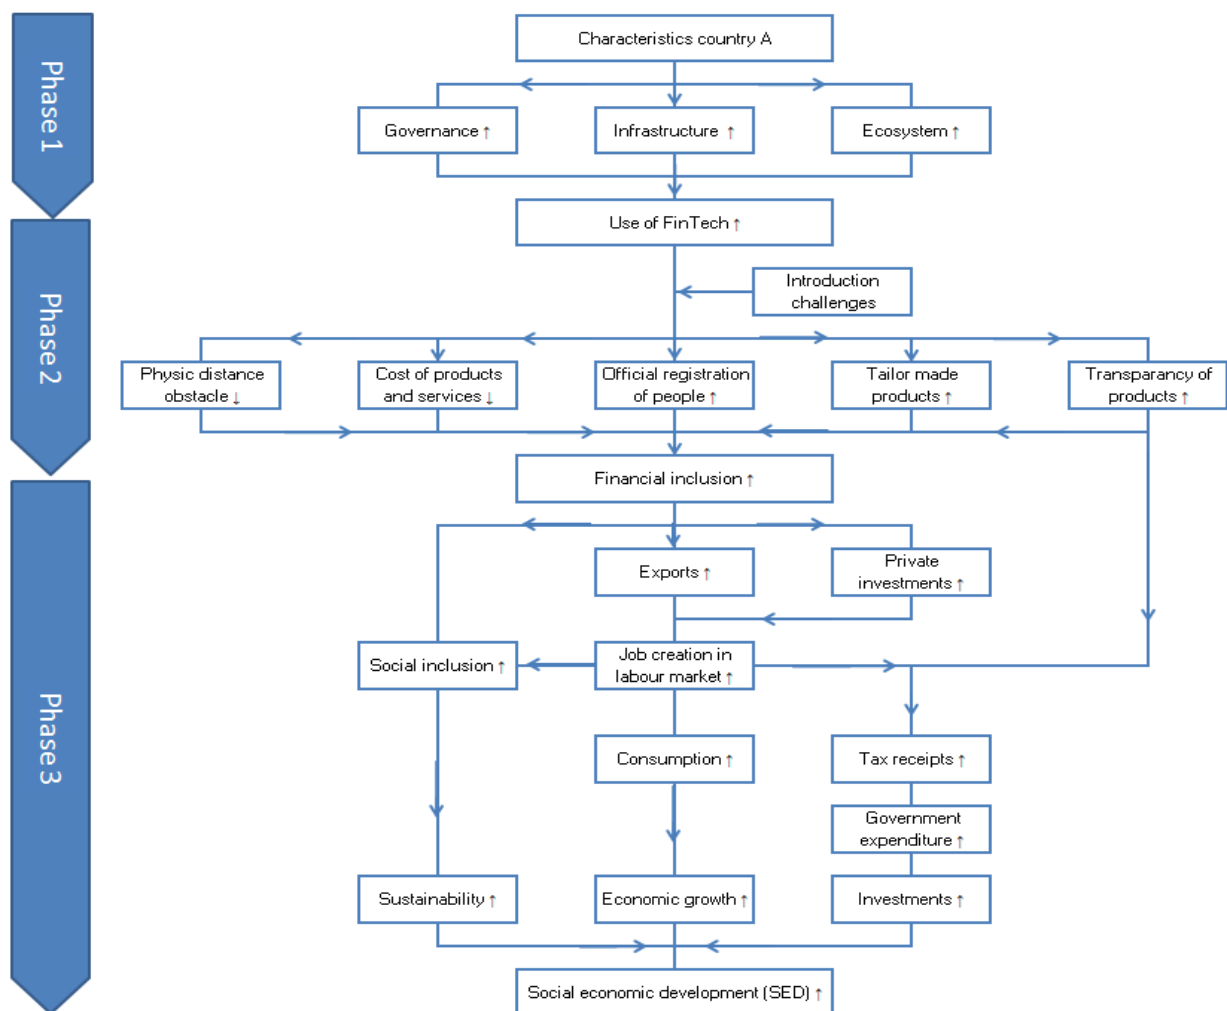 Phase 1
Characteristics country A
Governance ↑
Infrastructure ↑
Ecosystem ↑
Use of FinTech ↑
Phase 2
Introduction
challenges
Physic distance
obstacle ↓
Cost of products
and services ↓
Official registration
of people ↑
Tailor made
products ↑
Transparancy of
products ↑
Financial inclusion ↑
Phase 3
Exports ↑
Private
investments ↑
Social inclusion ↑
Job creation in
labour market ↑
Consumption ↑
Tax receipts ↑
Government
expenditure ↑
Sustainability ↑
Economic growth ↑
Investments ↑
Social economic development (SED) ↑